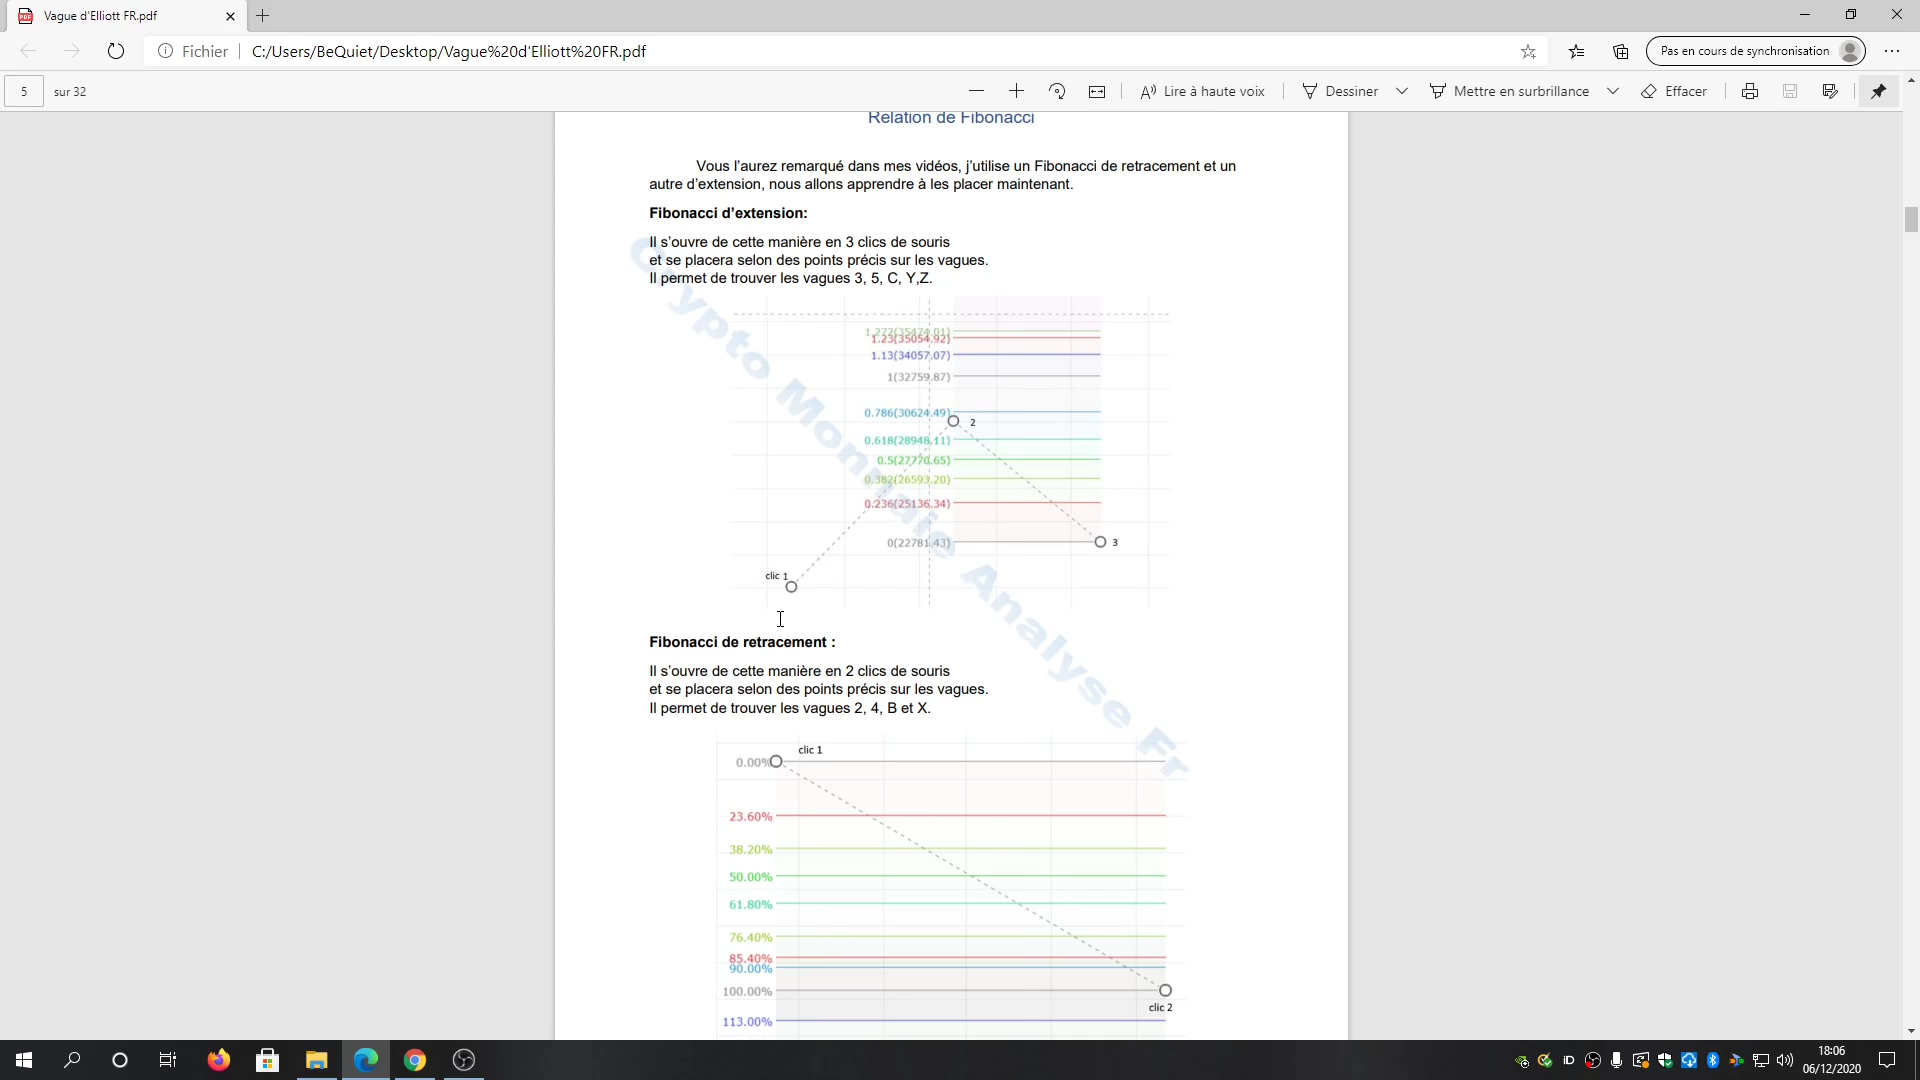 Vague d'Elliott FR.pdf
Fichier
C:/Users/BeQuiet/Desktop/Vague%20d'Elliott%20FR.pdf
Pas en cours de synchronisation
5
sur 32
Lire à haute voix
Dessiner
Mettre en surbrillance
Effacer
Relation de Fibonacci
Vous l'aurez remarqué dans mes vidéos, j'utilise un Fibonacci de retracement et un
autre d'extension, nous allons apprendre à les placer maintenant.
Fibonacci d'extension:
Il s'ouvre de cette manière en 3 clics de souris
et se placera selon des points précis sur les vagues.
Il permet de trouver les vagues 3, 5, C, Y,Z.
1.272(35474.01)
1.23(35054.92)
1.13(34057.07)
1(32759.87)
0.786(30624.49)
2
0.618(28948.11)
0.5(27770.65)
0.382(26593.20)
0.236(25136.34)
0(22781.43)
3
clic 1
Crypto Monnaie Analyse Fr
Fibonacci de retracement :
Il s'ouvre de cette manière en 2 clics de souris
et se placera selon des points précis sur les vagues.
Il permet de trouver les vagues 2, 4, B et X.
clic 1
0.00%
23.60%
38.20%
50.00%
61.80%
76.40%
85.40%
90.00%
100.00%
clic 2
113.00%
18:06
06/12/2020